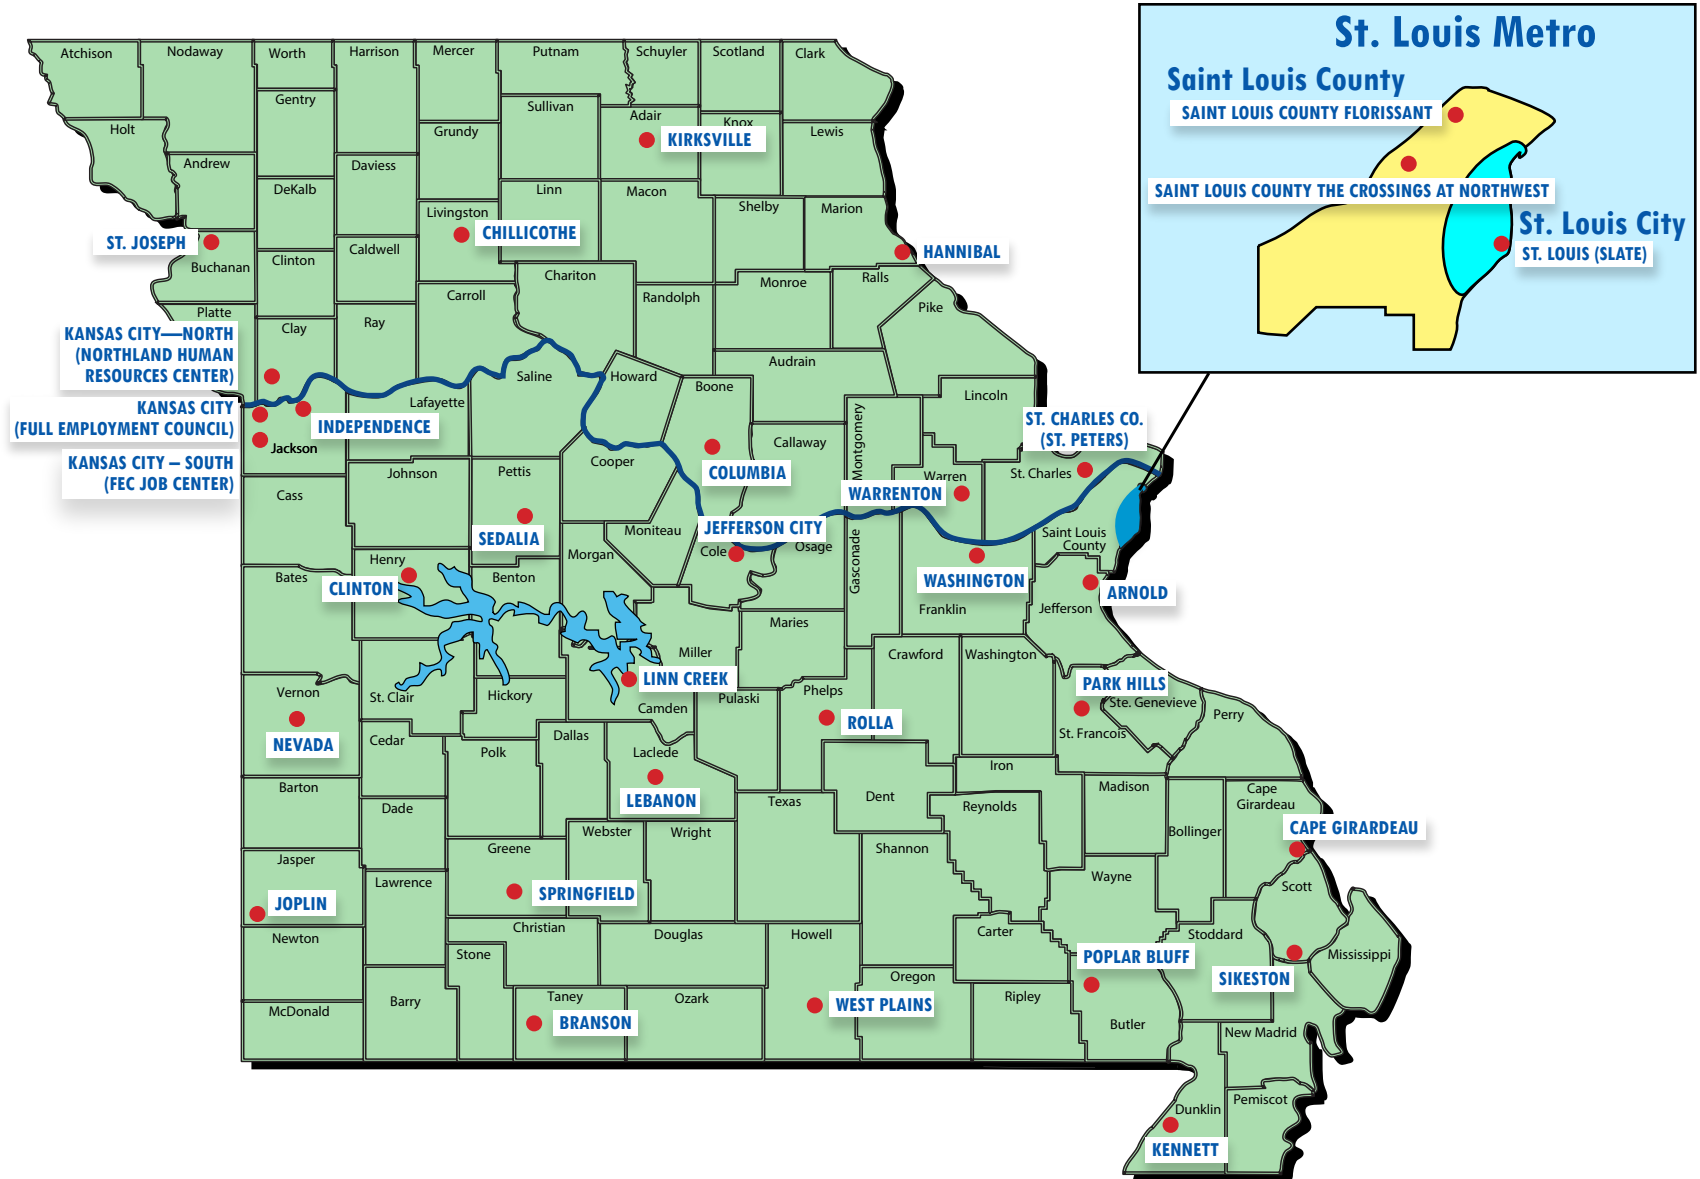 St. Louis Metro
Saint Louis County
SAINT LOUIS COUNTY FLORISSANT
SAINT LOUIS COUNTY THE CROSSINGS AT NORTHWEST
St. Louis City
ST. LOUIS (SLATE)
Atchison
Nodaway
Worth
Harrison
Mercer
Putnam
Schuyler
Scotland
Clark
Gentry
Sullivan
Adair
Knox
Holt
Grundy
Lewis
KIRKSVILLE
Andrew
Daviess
DeKalb
Linn
Macon
Livingston
Shelby
Marion
CHILLICOTHE
ST. JOSEPH
Caldwell
HANNIBAL
Buchanan
Clinton
Chariton
Monroe
Ralls
Carroll
Randolph
Pike
Platte
Clay
Ray
KANSAS CITY—NORTH
(NORTHLAND HUMAN
RESOURCES CENTER)
Audrain
Saline
Howard
Boone
Lincoln
Lafayette
KANSAS CITY
(FULL EMPLOYMENT COUNCIL)
INDEPENDENCE
Montgomery
ST. CHARLES CO.
(ST. PETERS)
Jackson
Callaway
KANSAS CITY – SOUTH
(FEC JOB CENTER)
Johnson
Pettis
Cooper
COLUMBIA
Warren
St. Charles
Cass
WARRENTON
SEDALIA
Moniteau
JEFFERSON CITY
Saint Louis
County
Morgan
Cole
Osage
Gasconade
Henry
Bates
Benton
CLINTON
WASHINGTON
ARNOLD
Franklin
Jefferson
Maries
Miller
Crawford
Washington
LINN CREEK
PARK HILLS
Vernon
St. Clair
Hickory
Pulaski
Phelps
Ste. Genevieve
Camden
Perry
ROLLA
St. Francois
NEVADA
Cedar
Polk
Dallas
Laclede
Iron
Barton
LEBANON
Madison
Cape
Girardeau
Dade
Texas
Dent
Reynolds
Webster
Wright
Bollinger
CAPE GIRARDEAU
Greene
Shannon
Jasper
Lawrence
Wayne
Scott
SPRINGFIELD
JOPLIN
Christian
Douglas
Howell
Carter
Stoddard
Newton
Stone
Mississippi
POPLAR BLUFF
Oregon
SIKESTON
Taney
Ozark
Ripley
Barry
WEST PLAINS
McDonald
BRANSON
Butler
New Madrid
Pemiscot
Dunklin
KENNETT